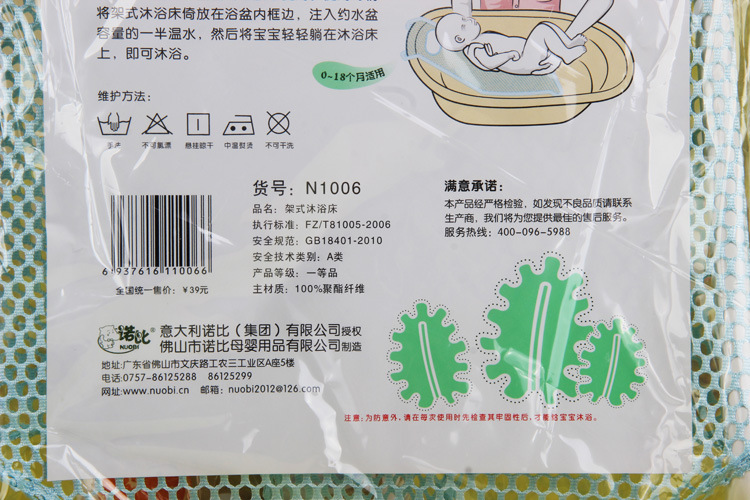 将架式沐浴床倚放在浴盆内框边，注入约水盆
容量的一半温水，然后将宝宝轻轻躺在沐浴床
上，即可沐浴。
0~18个月适用
维护方法：
手洗 不可氯漂 悬挂晾干 中温熨烫 不可干洗
货号：N1006
品名：架式沐浴床
执行标准：FZ/T81005-2006
安全规范：GB18401-2010
安全技术类别：A类
产品等级：一等品
主材质：100%聚酯纤维
满意承诺：
本产品经严格检验，如发现不良品质请联系
生产商，我们将为您提供最佳的售后服务。
服务热线：400-096-5988
6 937616 110066
全国统一售价：￥39元
诺比®
NUOBI
意大利诺比（集团）有限公司授权
佛山市诺比母婴用品有限公司制造
地址:广东省佛山市文庆路工农三工业区A座5楼
电话:0757-86125288 86125299
网址:www.nuobi.cn 邮箱：nuobi2012@126.com
注意：为防意外，请在每次使用时先检查其牢固性后，才能给宝宝沐浴。